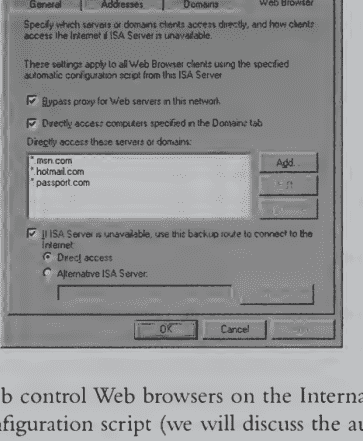 General Addresses Domains Web Browser
Specify which servers or domains clients access directly, and how clients
access the Internet if ISA Server is unavailable.
These settings apply to all Web Browser clients using the specified
automatic configuration script from this ISA Server
Bypass proxy for Web servers in this network
Directly access computers specified in the Domains tab
Directly access these servers or domains:
*.msn.com
*.hotmail.com
*.passport.com
Add...
If ISA Server is unavailable, use this backup route to connect to the
Internet:
Direct access
Alternative ISA Server:
OK Cancel
b control Web browsers on the Interna
figuration script (we will discuss the au